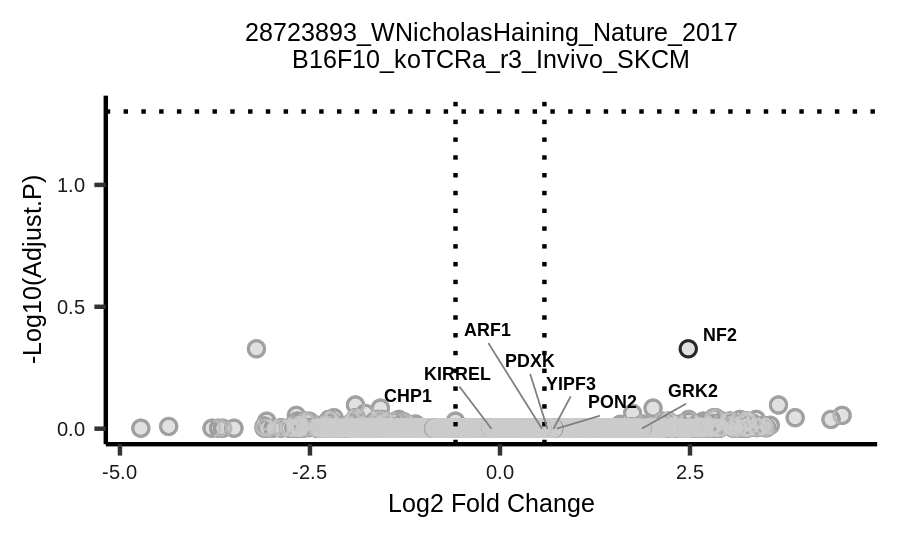 28723893_WNicholasHaining_Nature_2017
B16F10_koTCRa_r3_Invivo_SKCM
-Log10(Adjust.P)
1.0
0.5
0.0
ARF1
NF2
PDXK
KIRREL
YIPF3
CHP1
GRK2
PON2
-5.0
-2.5
0.0
2.5
Log2 Fold Change